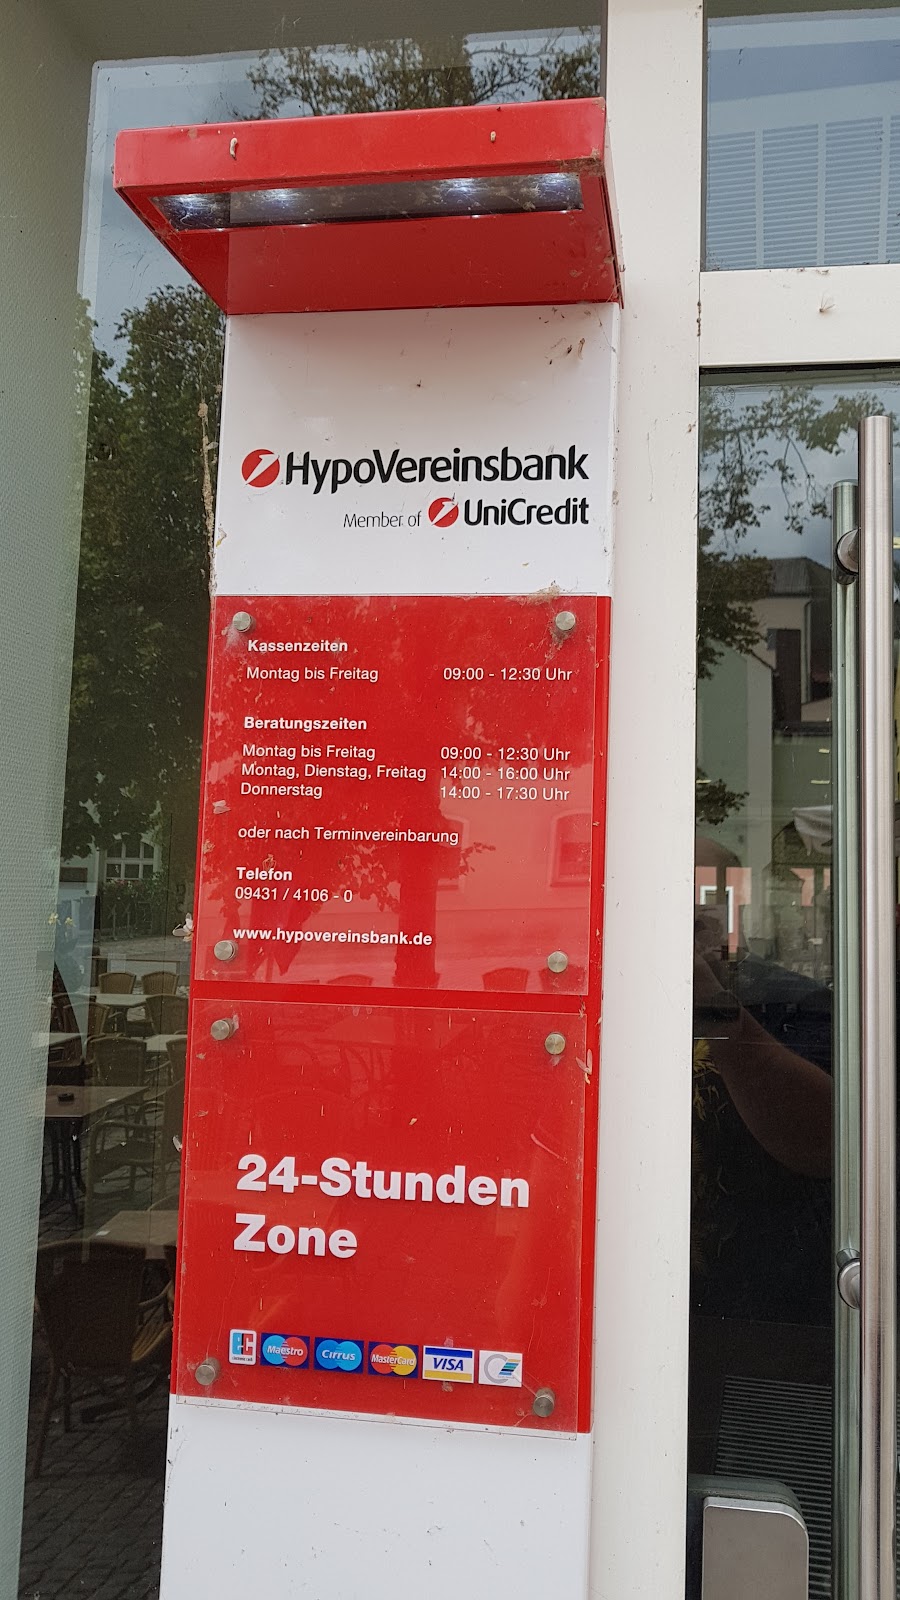 HypoVereinsbank
Member of UniCredit
Kassenzeiten
Montag bis Freitag 09:00 - 12:30 Uhr
Beratungszeiten
Montag bis Freitag 09:00 - 12:30 Uhr
Montag, Dienstag, Freitag 14:00 - 16:00 Uhr
Donnerstag 14:00 - 17:30 Uhr
oder nach Terminvereinbarung
Telefon
09431 / 4106 - 0
www.hypovereinsbank.de
24-Stunden
Zone
EC Maestro Cirrus MasterCard VISA